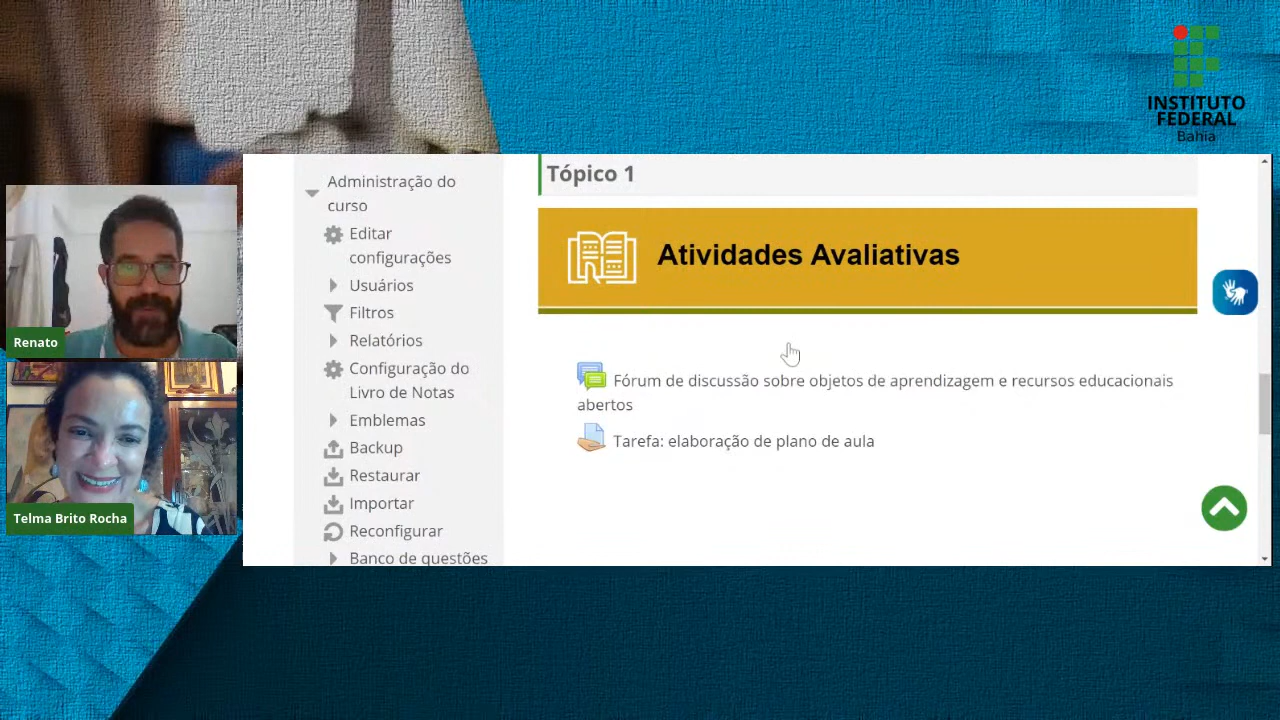 INSTITUTO
FEDERAL
Bahia
Renato
Telma Brito Rocha
Administração do
curso
Editar
configurações
Usuários
Filtros
Relatórios
Configuração do
Livro de Notas
Emblemas
Backup
Restaurar
Importar
Reconfigurar
Banco de questões
Tópico 1
Atividades Avaliativas
Fórum de discussão sobre objetos de aprendizagem e recursos educacionais
abertos
Tarefa: elaboração de plano de aula